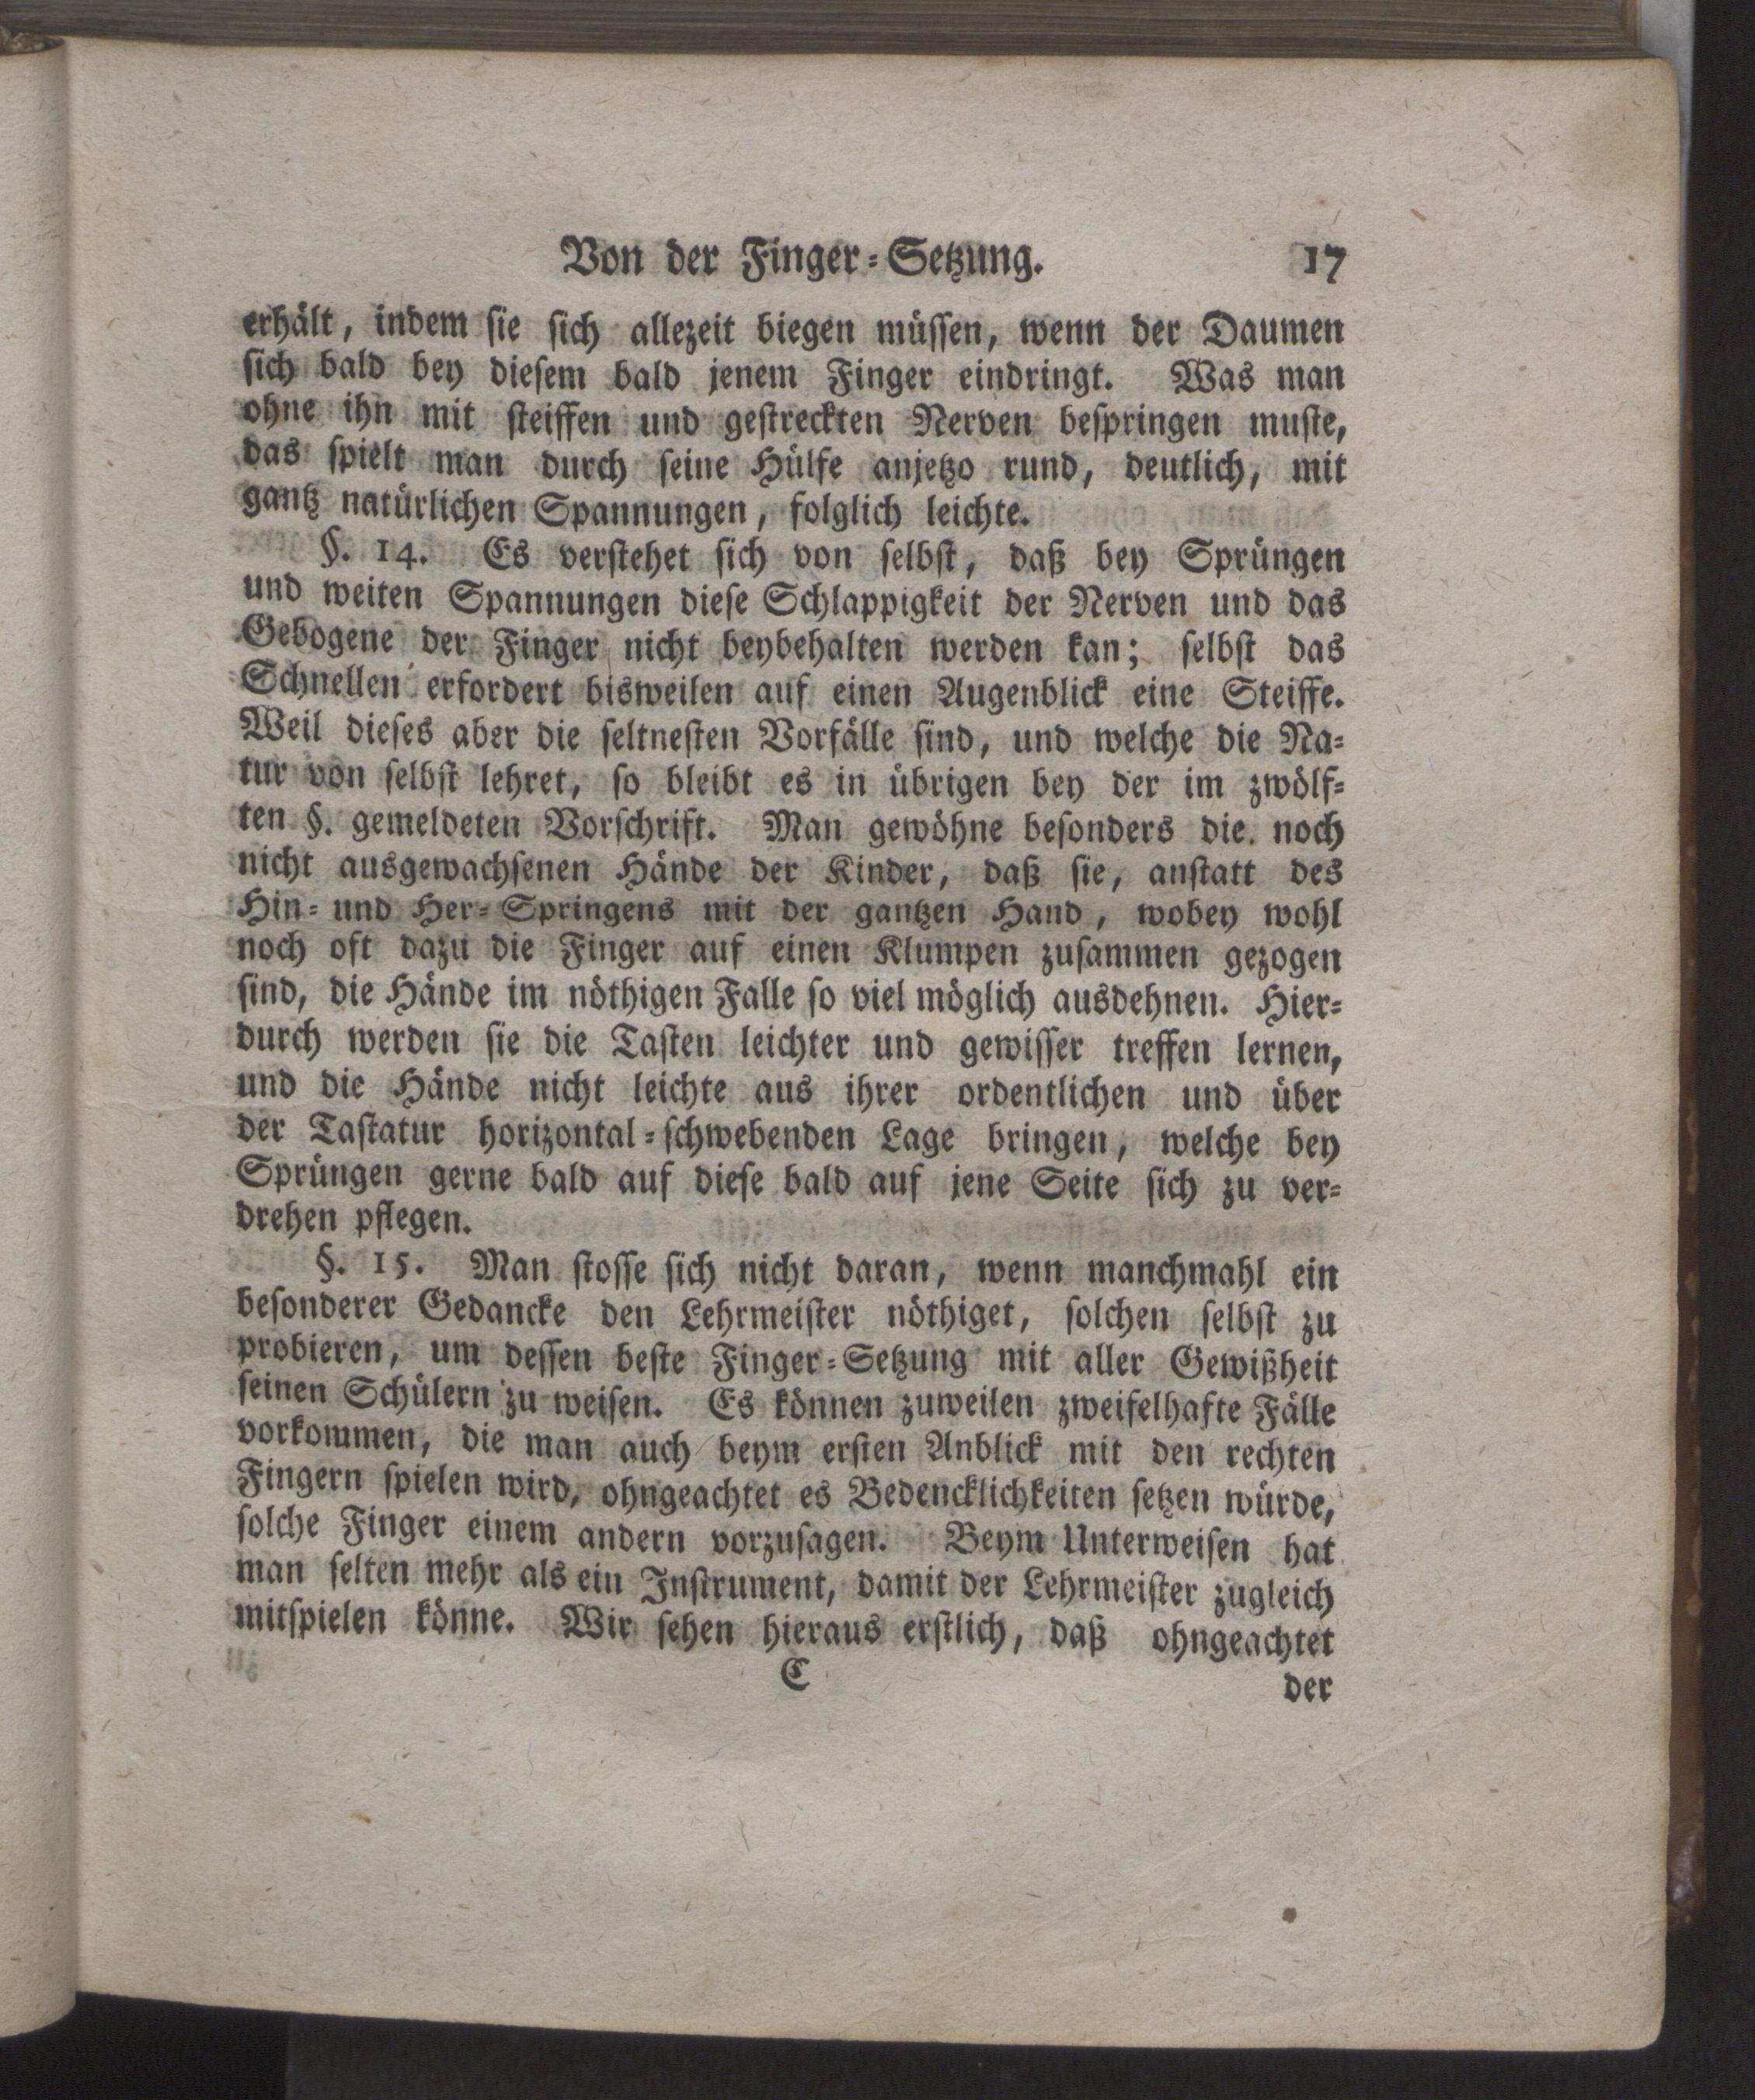 Von der Finger-Setzung. 17
erhält, indem sie sich allezeit biegen müssen, wenn der Daumen
sich bald bey diesem bald jenem Finger eindringt. Was man
ohne ihn mit steiffen und gestreckten Nerven bespringen muste,
das spielt man durch seine Hülfe anjetzo rund, deutlich, mit
gantz natürlichen Spannungen, folglich leichte.
§. 14. Es verstehet sich von selbst, daß bey Sprüngen
und weiten Spannungen diese Schlappigkeit der Nerven und das
Gebogene der Finger nicht beybehalten werden kan; selbst das
Schnellen erfordert bisweilen auf einen Augenblick eine Steiffe.
Weil dieses aber die seltnesten Vorfälle sind, und welche die Na-
tur von selbst lehret, so bleibt es in übrigen bey der im zwölf-
ten §. gemeldeten Vorschrift. Man gewöhne besonders die noch
nicht ausgewachsenen Hände der Kinder, daß sie, anstatt des
Hin- und Her-Springens mit der gantzen Hand, wobey wohl
noch oft dazu die Finger auf einen Klumpen zusammen gezogen
sind, die Hände im nöthigen Falle so viel möglich ausdehnen. Hier-
durch werden sie die Tasten leichter und gewisser treffen lernen,
und die Hände nicht leichte aus ihrer ordentlichen und über
der Tastatur horizontal-schwebenden Lage bringen, welche bey
Sprüngen gerne bald auf diese bald auf jene Seite sich zu ver-
drehen pflegen.
§. 15. Man stosse sich nicht daran, wenn manchmahl ein
besonderer Gedancke den Lehrmeister nöthiget, solchen selbst zu
probieren, um dessen beste Finger-Setzung mit aller Gewißheit
seinen Schülern zu weisen. Es können zuweilen zweifelhafte Fälle
vorkommen, die man auch beym ersten Anblick mit den rechten
Fingern spielen wird, ohngeachtet es Bedencklichkeiten setzen würde,
solche Finger einem andern vorzusagen. Beym Unterweisen hat
man selten mehr als ein Instrument, damit der Lehrmeister zugleich
mitspielen könne. Wir sehen hieraus erstlich, daß ohngeachtet
C der